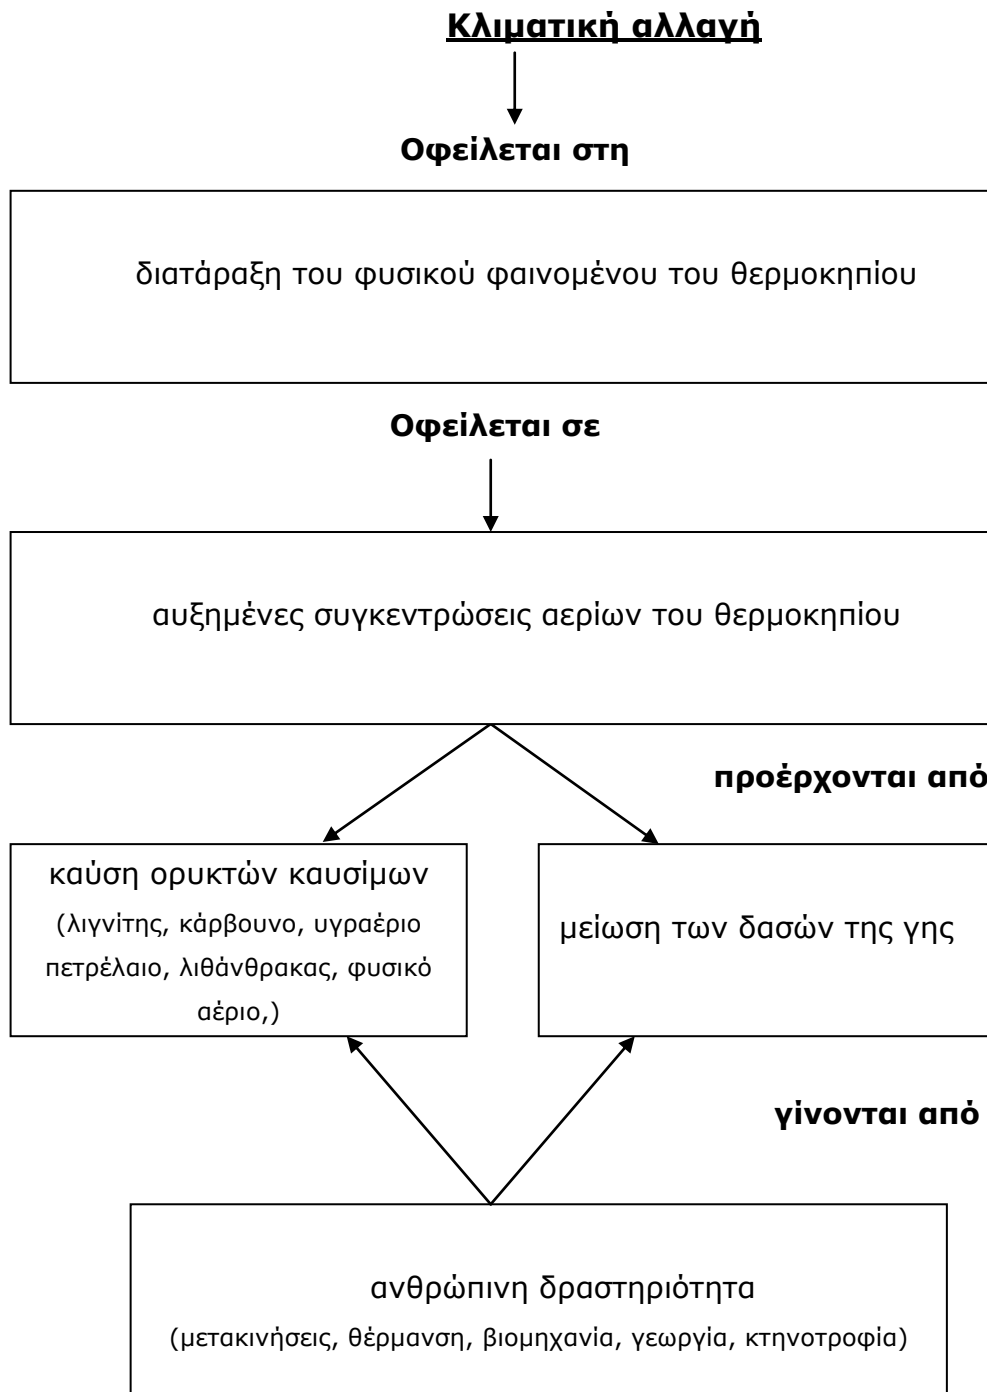 Κλιματική αλλαγή
Οφείλεται στη
διατάραξη του φυσικού φαινομένου του θερμοκηπίου
Οφείλεται σε
αυξημένες συγκεντρώσεις αερίων του θερμοκηπίου
προέρχονται από
καύση ορυκτών καυσίμων
(λιγνίτης, κάρβουνο, υγραέριο
πετρέλαιο, λιθάνθρακας, φυσικό
αέριο,)
μείωση των δασών της γης
γίνονται από
ανθρώπινη δραστηριότητα
(μετακινήσεις, θέρμανση, βιομηχανία, γεωργία, κτηνοτροφία)